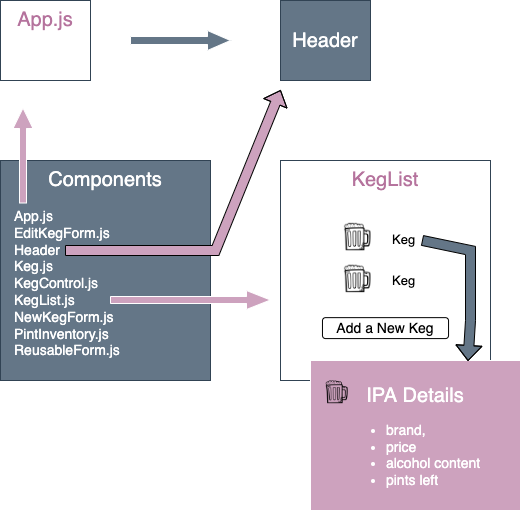 App.js
Header
Components
App.js
EditKegForm.js
Header
Keg.js
KegControl.js
KegList.js
NewKegForm.js
PintInventory.js
ReusableForm.js
KegList
Keg
Keg
Add a New Keg
IPA Details
• brand,
• price
• alcohol content
• pints left